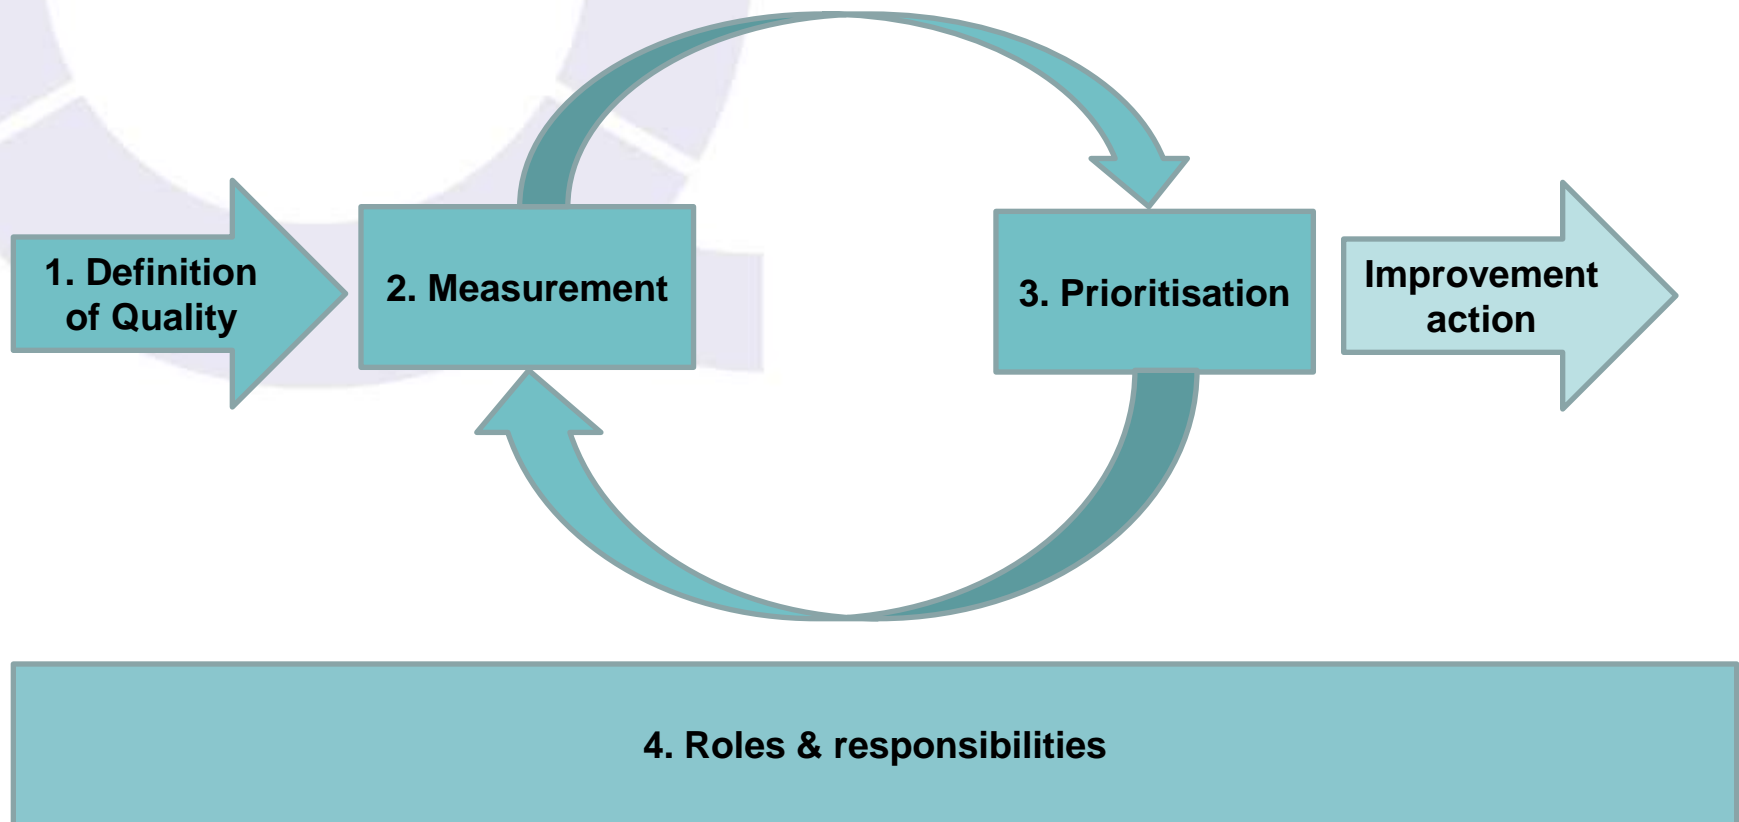 1. Definition
of Quality
2. Measurement
3. Prioritisation
Improvement
action
4. Roles & responsibilities